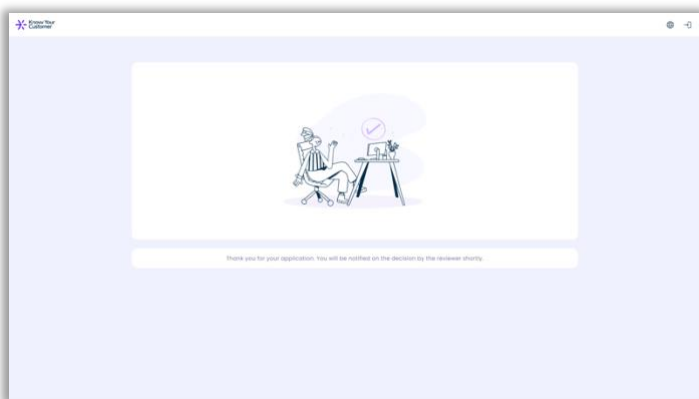 Know Your
Customer
Thank you for your application. You will be notified on the decision by the reviewer shortly.